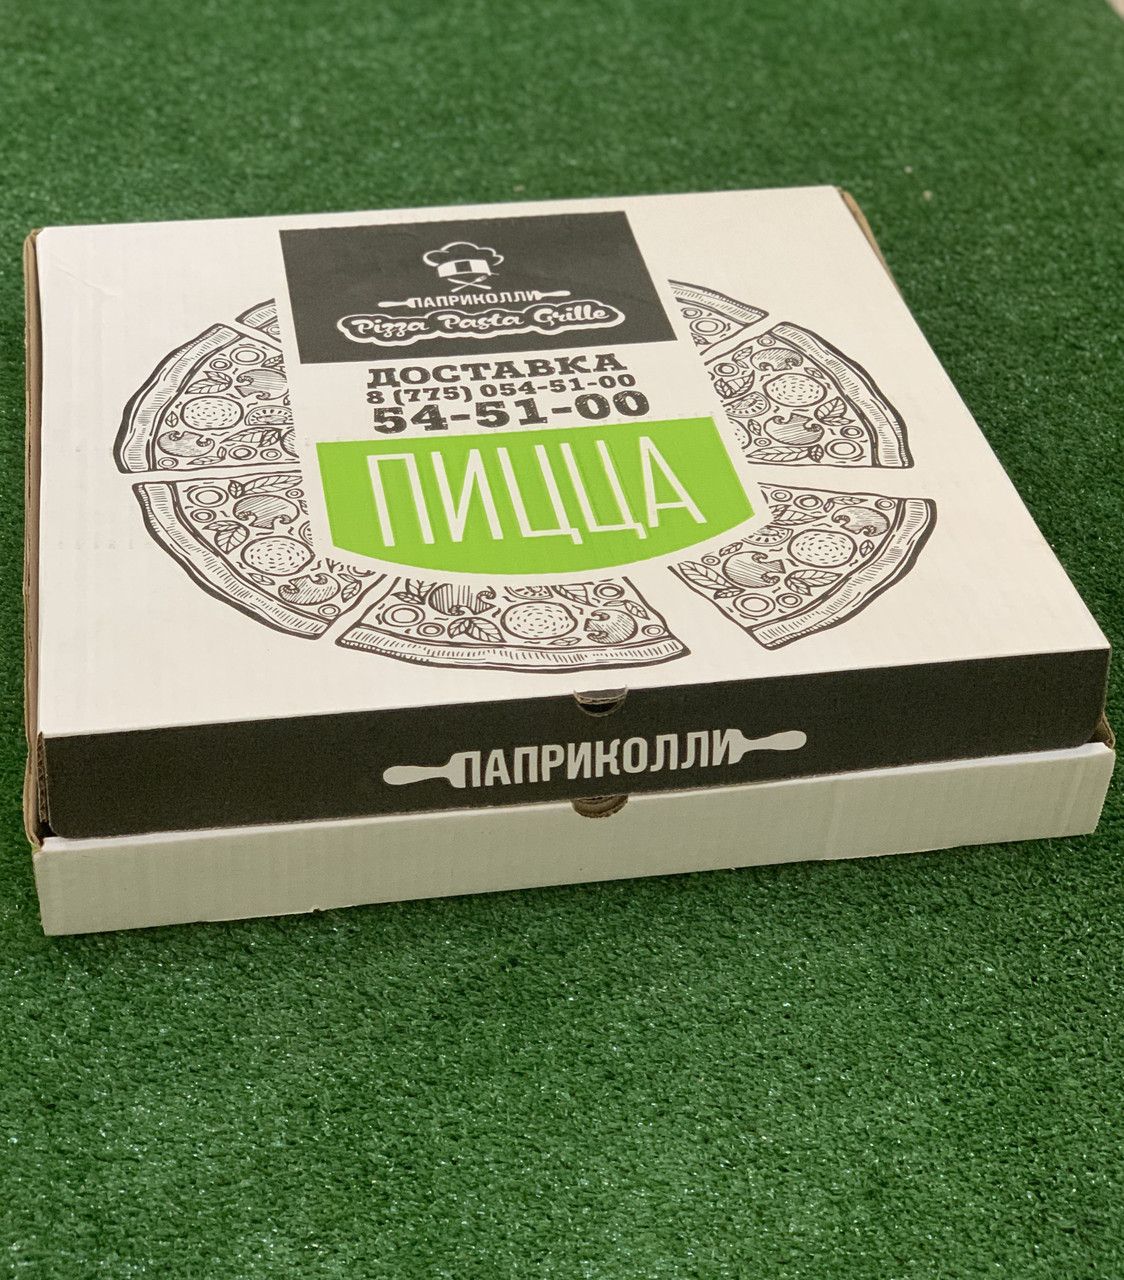 ПАПРИКОЛЛИ
Pizza Pasta Grille
ДОСТАВКА
8 (775) 054-51-00
54-51-00
ПИЦЦА
ПАПРИКОЛЛИ